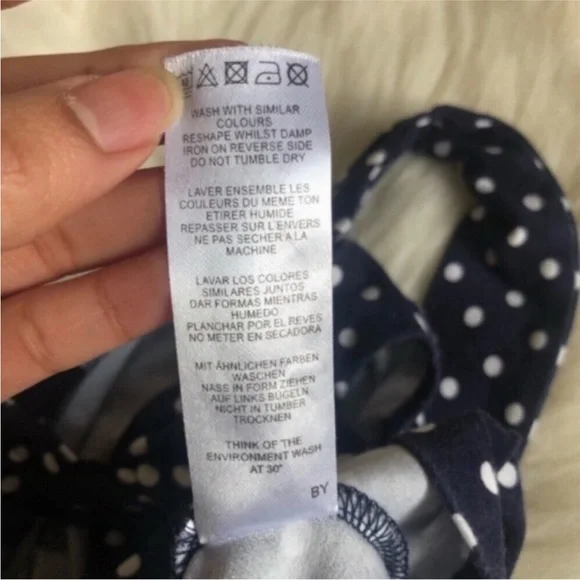 WASH WITH SIMILAR
COLOURS
RESHAPE WHILST DAMP
IRON ON REVERSE SIDE
DO NOT TUMBLE DRY
LAVER ENSEMBLE LES
COULEURS DU MEME TON
ETIRER HUMIDE
REPASSER SUR L'ENVERS
NE PAS SECHER A LA
MACHINE
LAVAR LOS COLORES
SIMILARES JUNTOS
DAR FORMAS MIENTRAS
HUMEDO
PLANCHAR POR EL REVES
NO METER EN SECADORA
MIT ÄHNLICHEN FARBEN
WASCHEN
NASS IN FORM ZIEHEN
AUF LINKS BÜGELN
NICHT IN TUMBER
TROCKNEN
THINK OF THE
ENVIRONMENT WASH
AT 30°
BY